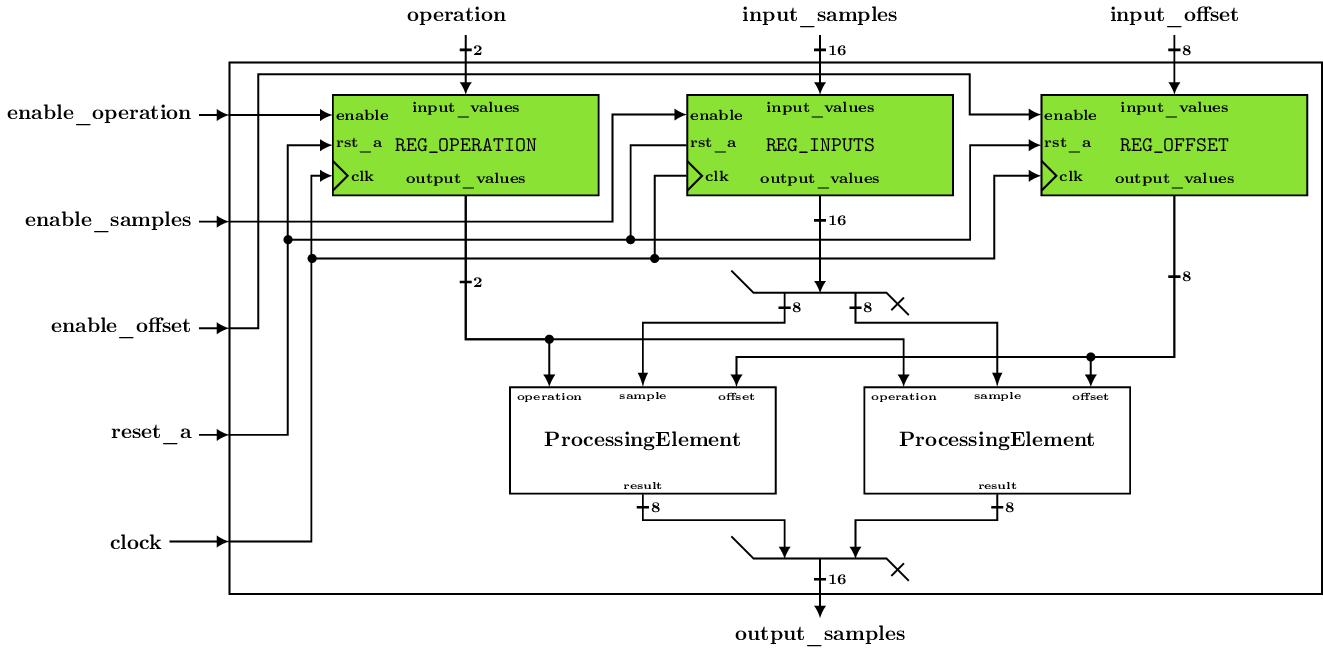 operation
input_samples
input_offset
2
16
8
enable_operation
enable
input_values
rst_a
REG_OPERATION
clk
output_values
enable
input_values
rst_a
REG_INPUTS
clk
output_values
enable
input_values
rst_a
REG_OFFSET
clk
output_values
enable_samples
16
2
8
8
8
enable_offset
operation
sample
offset
ProcessingElement
result
operation
sample
offset
ProcessingElement
result
reset_a
8
8
clock
16
output_samples